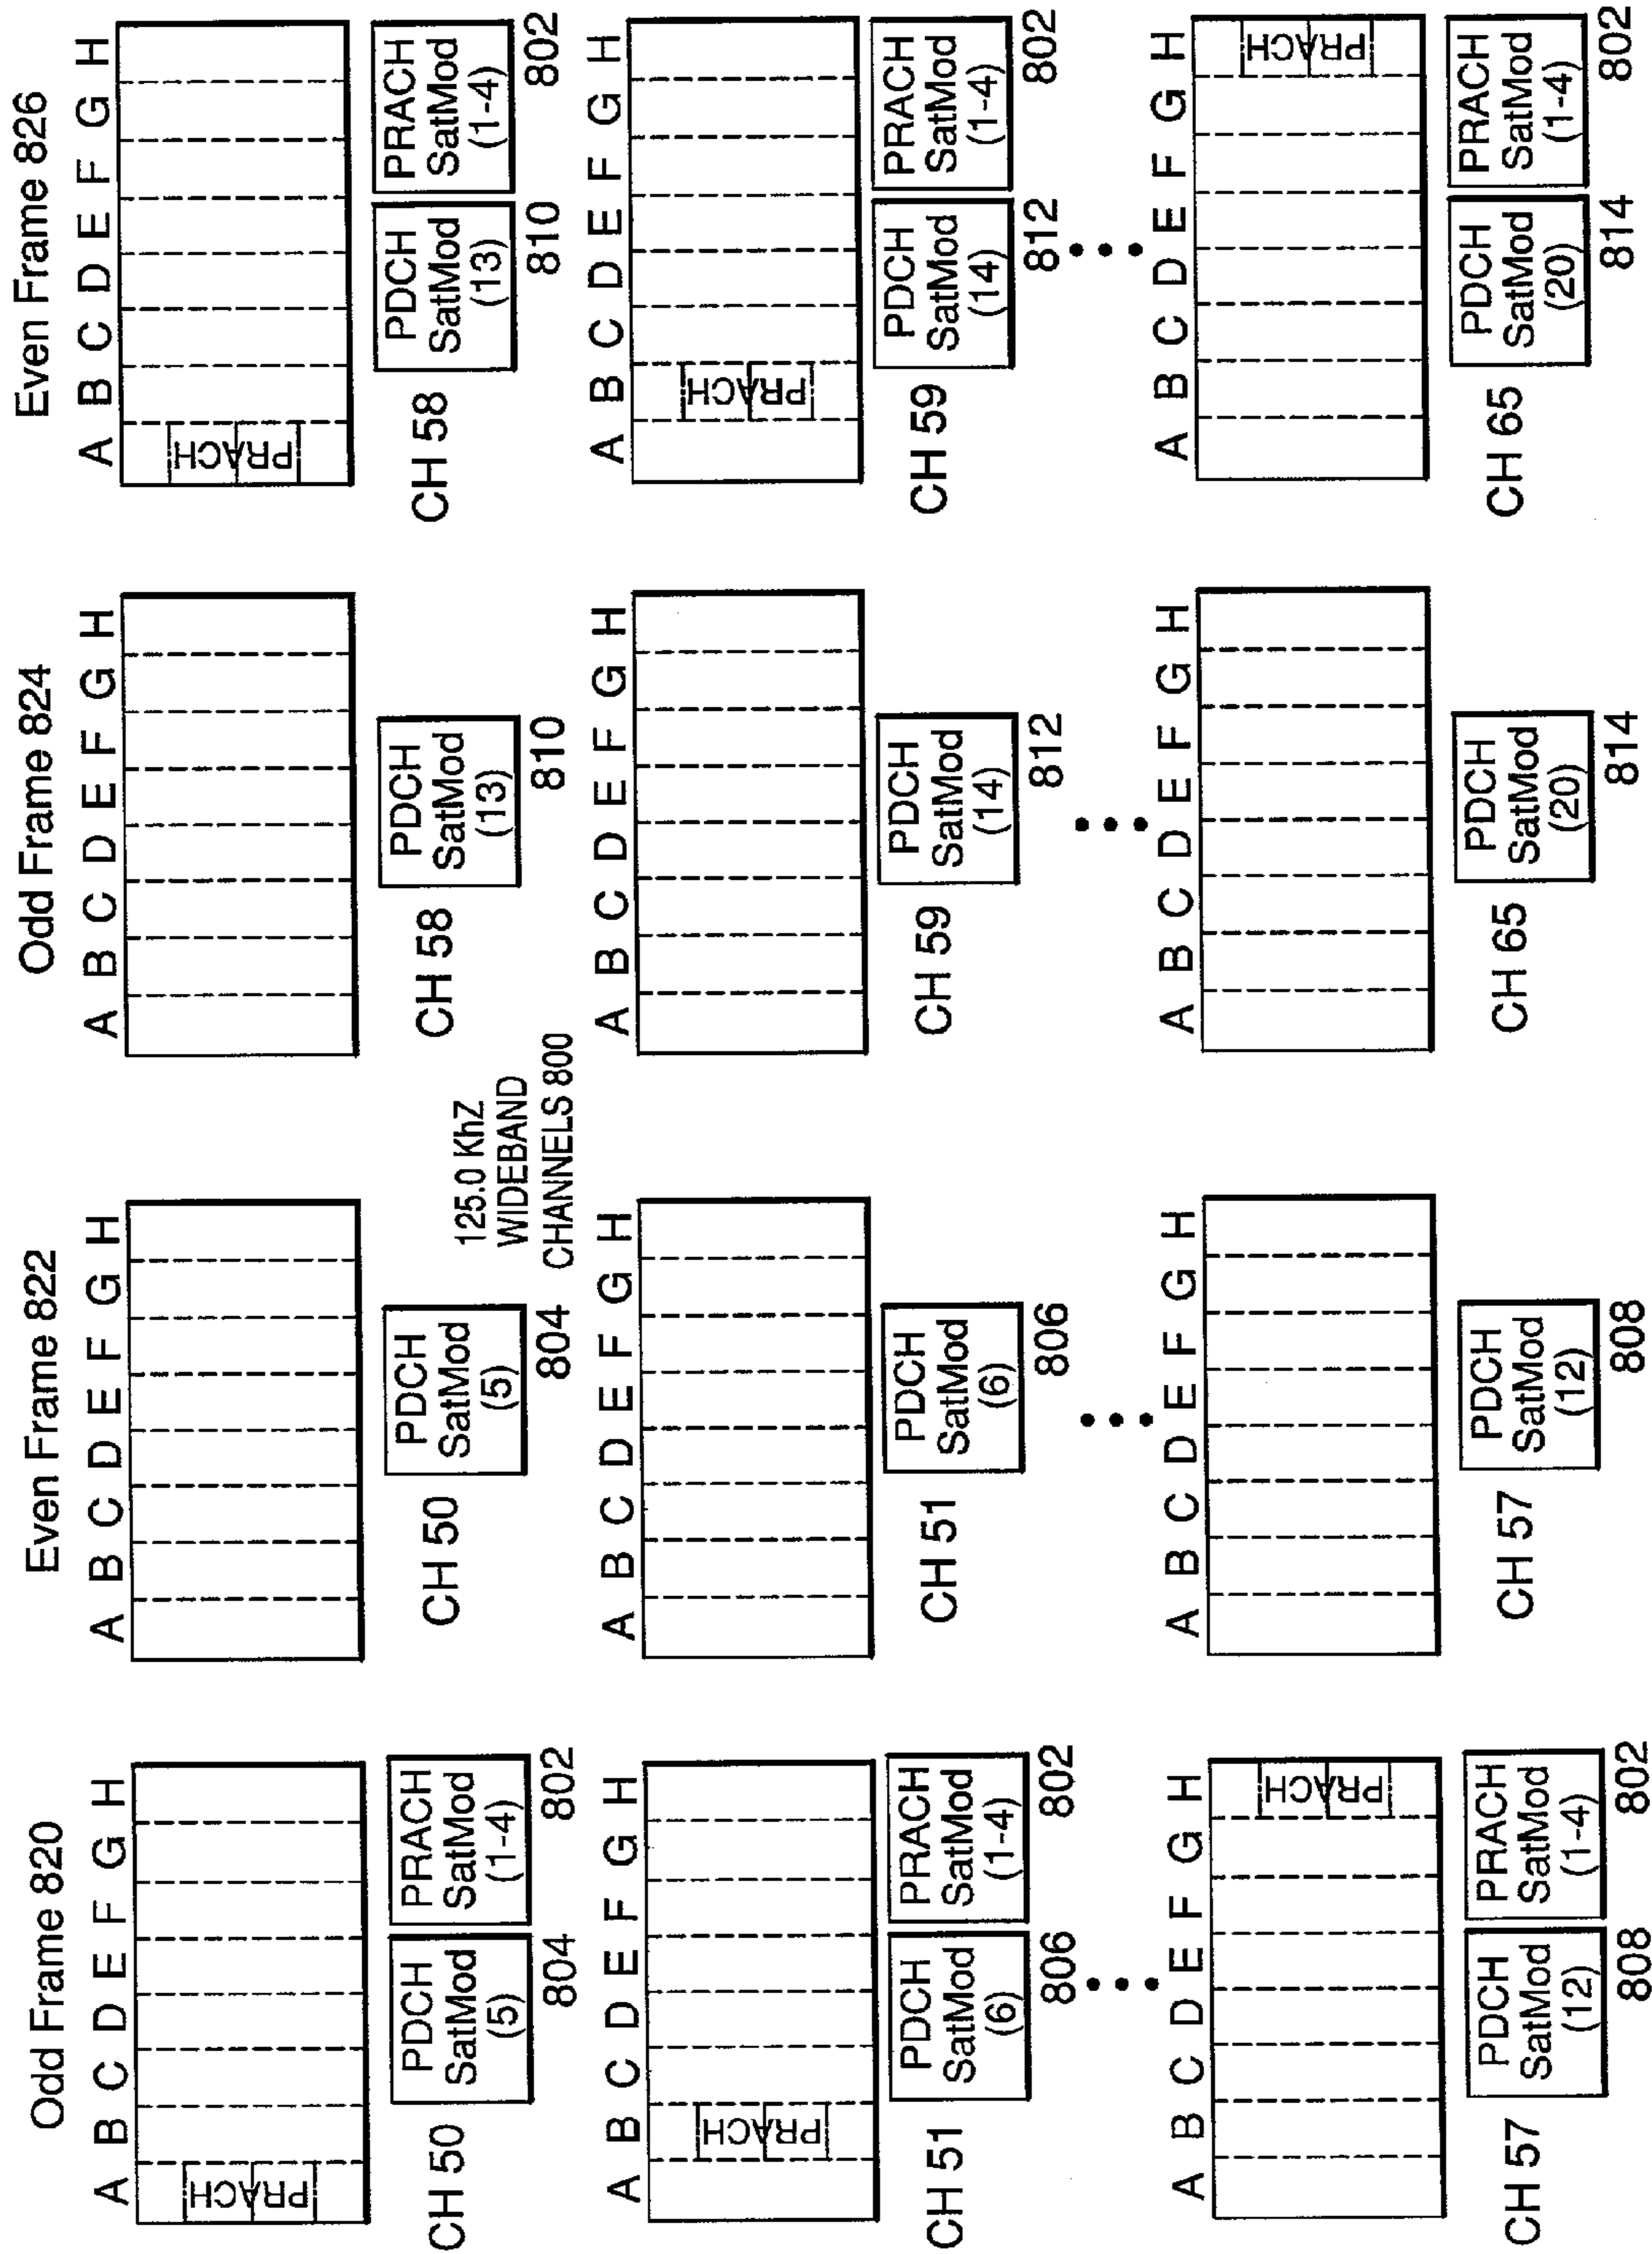 Odd Frame 820
A B C D E F G H
PRACH
CH 50
PDCH
SatMod
(5)
804
PRACH
SatMod
(1-4)
802
A B C D E F G H
PRACH
CH 51
PDCH
SatMod
(6)
806
PRACH
SatMod
(1-4)
802
A B C D E F G H
PRACH
CH 57
PDCH
SatMod
(12)
808
PRACH
SatMod
(1-4)
802
Even Frame 822
A B C D E F G H
CH 50
PDCH
SatMod
(5)
804
125.0 KhZ
WIDEBAND
CHANNELS 800
A B C D E F G H
CH 51
PDCH
SatMod
(6)
806
A B C D E F G H
CH 57
PDCH
SatMod
(12)
808
Odd Frame 824
A B C D E F G H
CH 58
PDCH
SatMod
(13)
810
A B C D E F G H
CH 59
PDCH
SatMod
(14)
812
A B C D E F G H
CH 65
PDCH
SatMod
(20)
814
Even Frame 826
A B C D E F G H
PRACH
CH 58
PDCH
SatMod
(13)
810
PRACH
SatMod
(1-4)
802
A B C D E F G H
PRACH
CH 59
PDCH
SatMod
(14)
812
PRACH
SatMod
(1-4)
802
A B C D E F G H
PRACH
CH 65
PDCH
SatMod
(20)
814
PRACH
SatMod
(1-4)
802